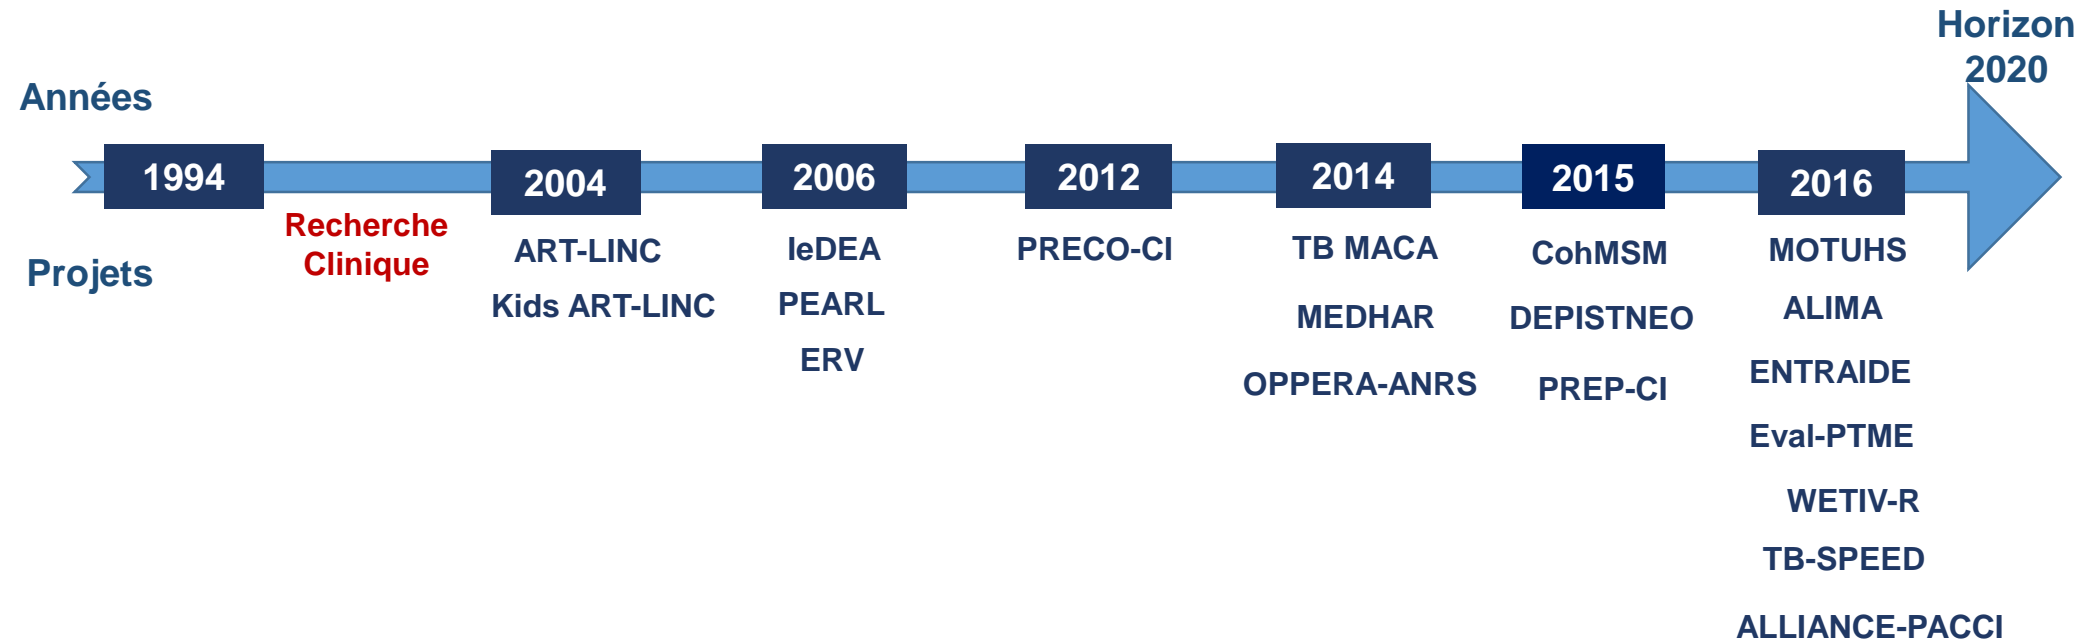 Horizon
2020
Années
1994
2004
2006
2012
2014
2015
2016
Projets
Recherche
Clinique
ART-LINC
Kids ART-LINC
IeDEA
PEARL
ERV
PRECO-CI
TB MACA
MEDHAR
OPPERA-ANRS
CohMSM
DEPISTNEO
PREP-CI
MOTUHS
ALIMA
ENTRAIDE
Eval-PTME
WETIV-R
TB-SPEED
ALLIANCE-PACCI